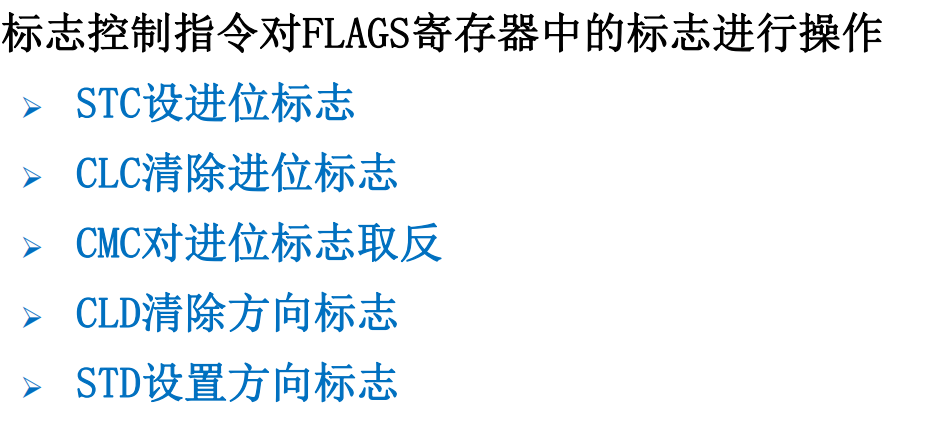 标志控制指令对FLAGS寄存器中的标志进行操作
STC设进位标志
CLC清除进位标志
CMC对进位标志取反
CLD清除方向标志
STD设置方向标志